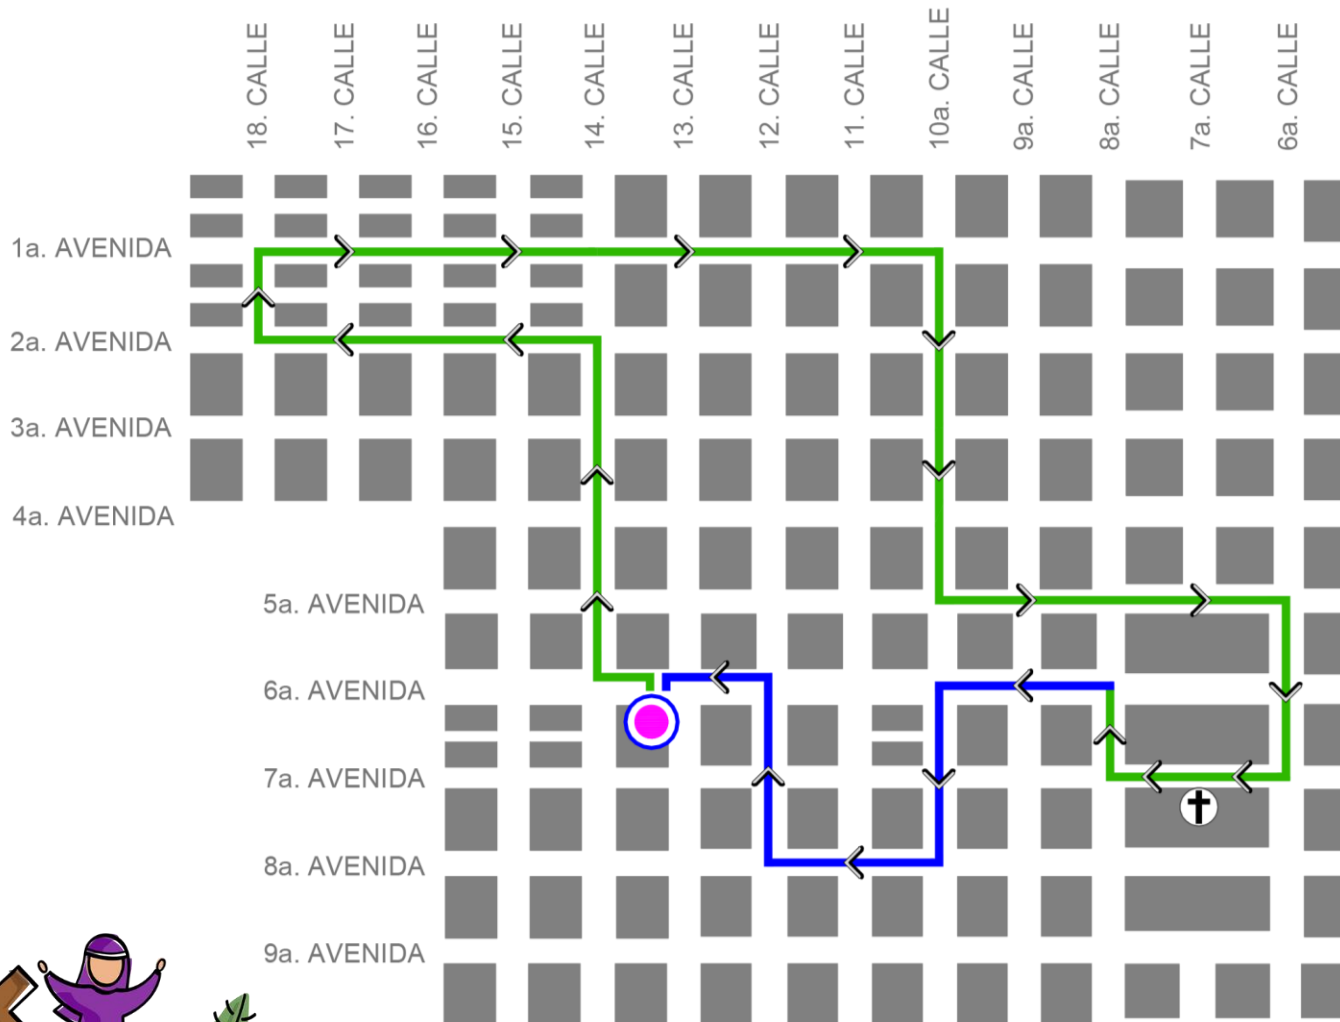 18. CALLE
17. CALLE
16. CALLE
15. CALLE
14. CALLE
13. CALLE
12. CALLE
11. CALLE
10a. CALLE
9a. CALLE
8a. CALLE
7a. CALLE
6a. CALLE
1a. AVENIDA
2a. AVENIDA
3a. AVENIDA
4a. AVENIDA
5a. AVENIDA
6a. AVENIDA
7a. AVENIDA
8a. AVENIDA
9a. AVENIDA